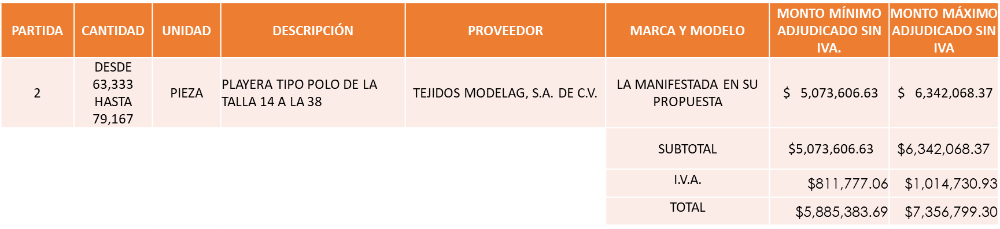 PARTIDA
CANTIDAD
UNIDAD
DESCRIPCIÓN
PROVEEDOR
MARCA Y MODELO
MONTO MÍNIMO
ADJUDICADO SIN
IVA.
MONTO MÁXIMO
ADJUDICADO SIN
IVA
2
DESDE
63,333
HASTA
79,167
PIEZA
PLAYERA TIPO POLO DE LA
TALLA 14 A LA 38
TEJIDOS MODELAG, S.A. DE C.V.
LA MANIFESTADA EN SU
PROPUESTA
$ 5,073,606.63
$ 6,342,068.37
SUBTOTAL
$5,073,606.63
$6,342,068.37
I.V.A.
$811,777.06
$1,014,730.93
TOTAL
$5,885,383.69
$7,356,799.30